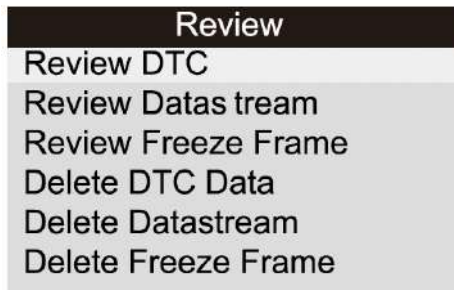 Review
Review DTC
Review Datas tream
Review Freeze Frame
Delete DTC Data
Delete Datastream
Delete Freeze Frame